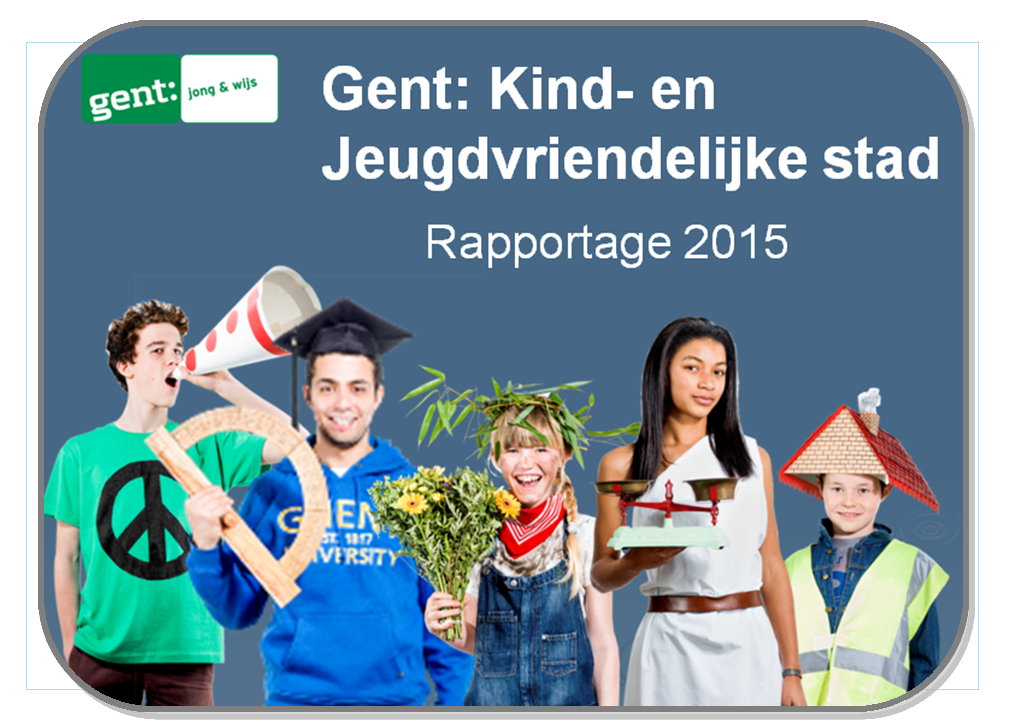 gent:
jong & wijs
Gent: Kind- en
Jeugdvriendelijke stad
Rapportage 2015
GHENT
EST. 1817
UNIVERSITY